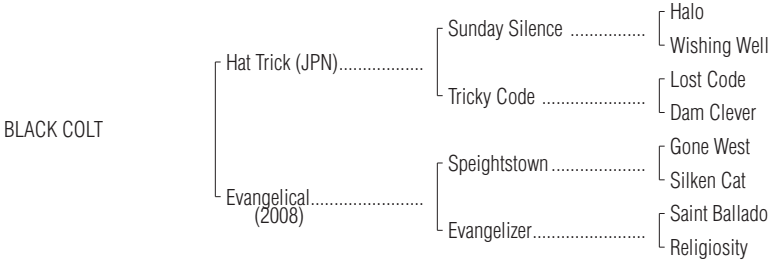 Halo
Sunday Silence ................
Wishing Well
Hat Trick (JPN)..................
Lost Code
Tricky Code ......................
Dam Clever
BLACK COLT
Gone West
Speightstown ....................
Silken Cat
Evangelical........................
(2008)
Saint Ballado
Evangelizer........................
Religiosity